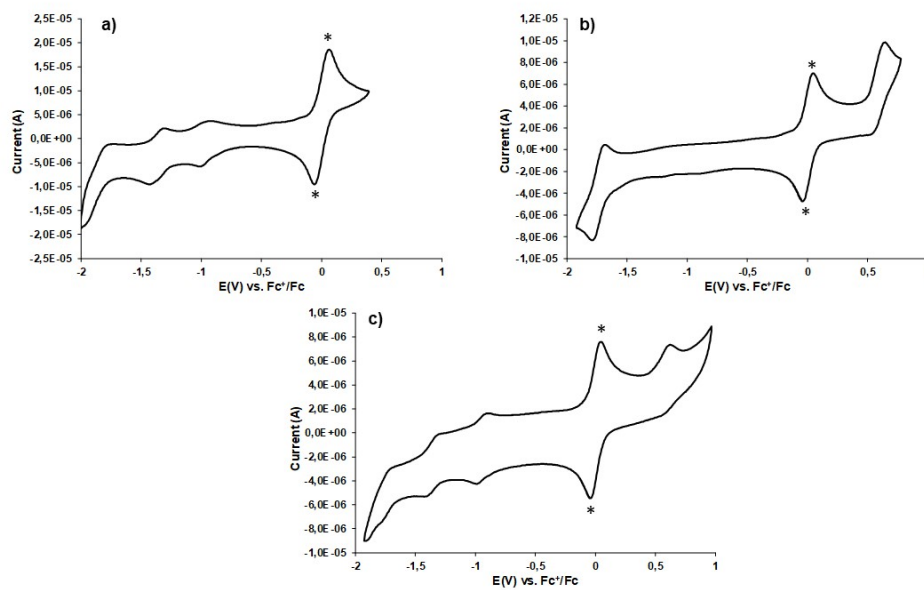 a)
2,5E-05
2,0E-05
1,5E-05
1,0E-05
5,0E-06
0,0E+00
5,0E-06
1,0E-05
1,5E-05
2,0E-05
2,5E-05
Current (A)
*
*
-2 -1,5 -1 -0,5 0 0,5 1
E(V) vs. Fc⁺/Fc
b)
1,2E-05
1,0E-05
8,0E-06
6,0E-06
4,0E-06
2,0E-06
0,0E+00
-2,0E-06
-4,0E-06
-6,0E-06
-8,0E-06
-1,0E-05
Current (A)
*
*
-2 -1,5 -1 -0,5 0 0,5
E(V) vs. Fc⁺/Fc
c)
1,0E-05
8,0E-06
6,0E-06
4,0E-06
2,0E-06
0,0E+00
-2,0E-06
-4,0E-06
-6,0E-06
-8,0E-06
-1,0E-05
Current (A)
*
*
-2 -1,5 -1 -0,5 0 0,5 1
E(V) vs. Fc⁺/Fc